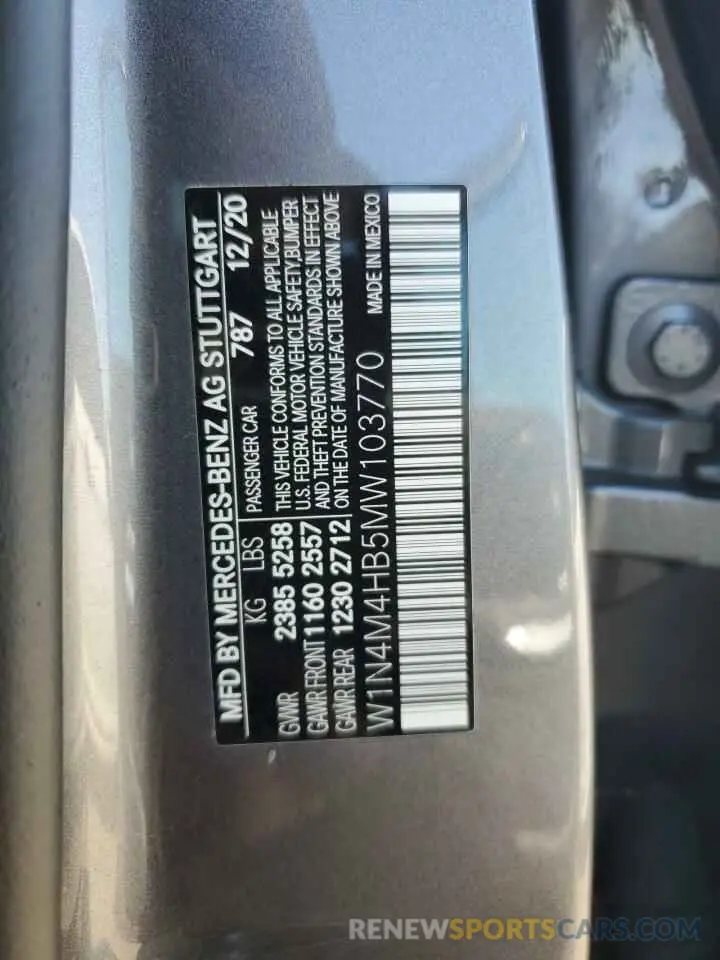 MFD BY MERCEDES-BENZ AG STUTTGART
787 12/20
KG LBS
PASSENGER CAR
GVWR 2385 5258
GAWR FRONT 1160 2557
GAWR REAR 1230 2712
THIS VEHICLE CONFORMS TO ALL APPLICABLE
U.S. FEDERAL MOTOR VEHICLE SAFETY,BUMPER
AND THEFT PREVENTION STANDARDS IN EFFECT
ON THE DATE OF MANUFACTURE SHOWN ABOVE
W1N4M4HB5MW103770
MADE IN MEXICO
RENEWSPORTSCARS.COM